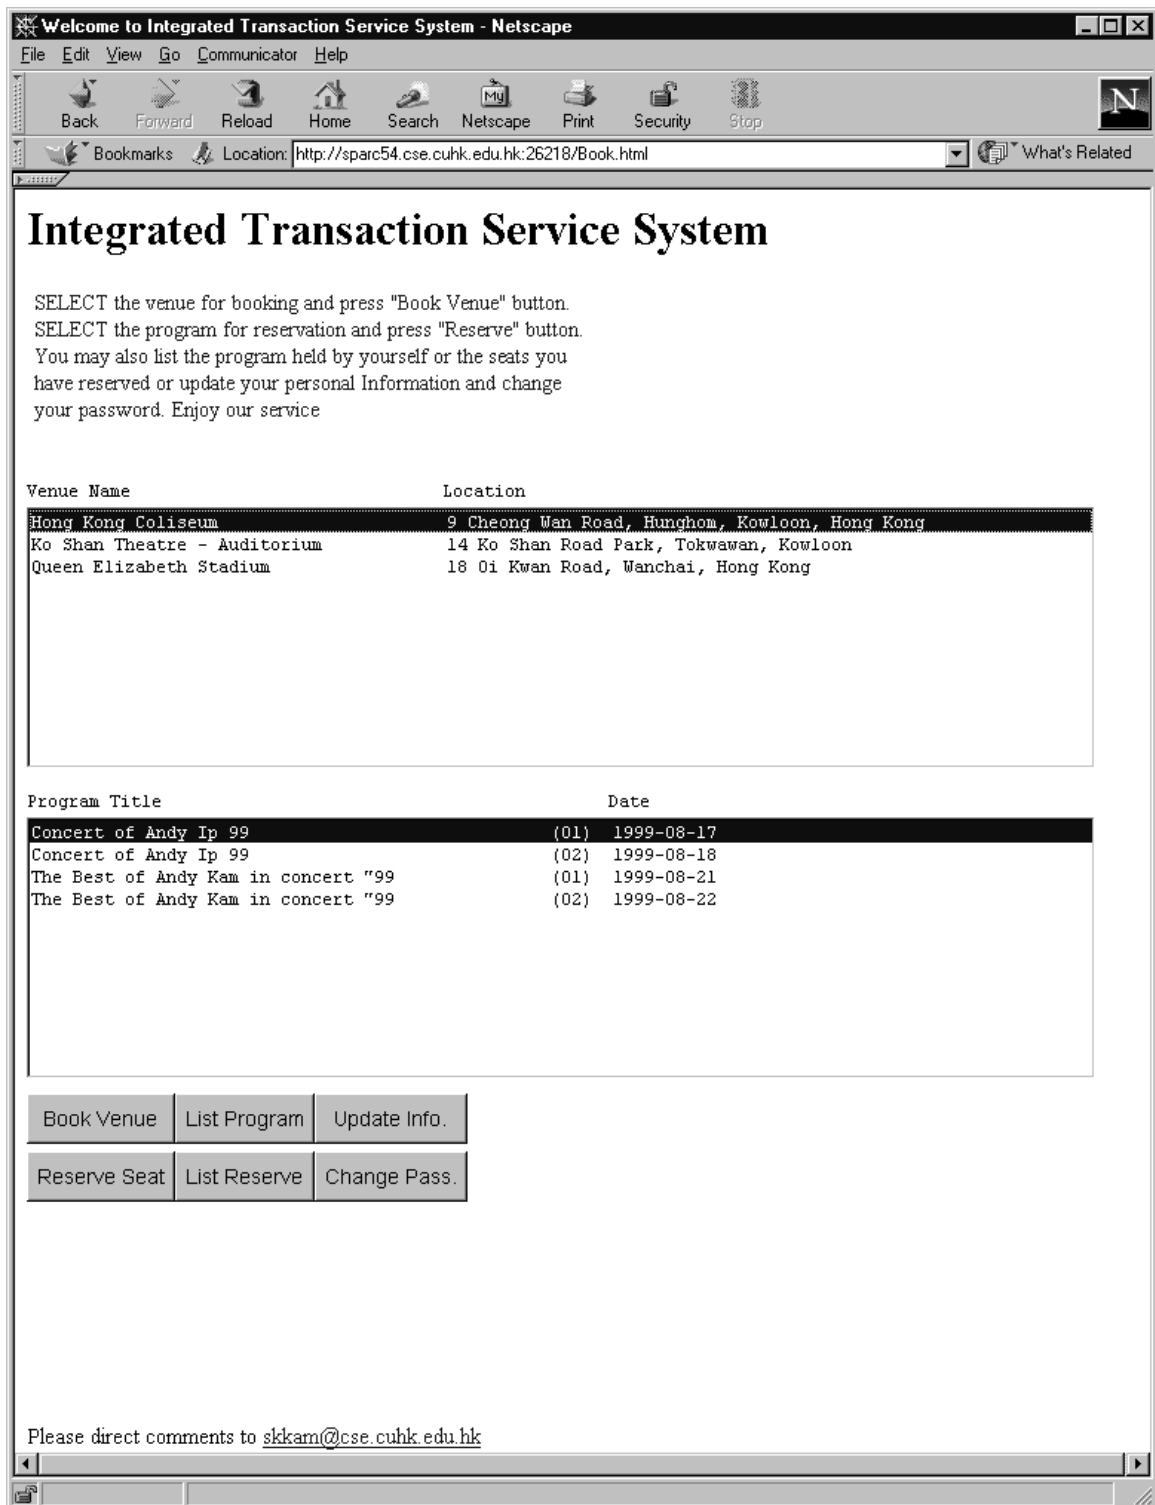 Welcome to Integrated Transaction Service System - Netscape
File Edit View Go Communicator Help
Back Forward Reload Home Search Netscape Print Security Stop
My
N
Bookmarks Location: http://sparc54.cse.cuhk.edu.hk:26218/Book.html What's Related
Integrated Transaction Service System
SELECT the venue for booking and press "Book Venue" button.
SELECT the program for reservation and press "Reserve" button.
You may also list the program held by yourself or the seats you
have reserved or update your personal Information and change
your password. Enjoy our service
Venue Name Location
Hong Kong Coliseum 9 Cheong Wan Road, Hunghom, Kowloon, Hong Kong
Ko Shan Theatre - Auditorium 14 Ko Shan Road Park, Tokwawan, Kowloon
Queen Elizabeth Stadium 18 Oi Kwan Road, Wanchai, Hong Kong
Program Title Date
Concert of Andy Ip 99 (01) 1999-08-17
Concert of Andy Ip 99 (02) 1999-08-18
The Best of Andy Kam in concert "99 (01) 1999-08-21
The Best of Andy Kam in concert "99 (02) 1999-08-22
Book Venue List Program Update Info.
Reserve Seat List Reserve Change Pass.
Please direct comments to skkam@cse.cuhk.edu.hk